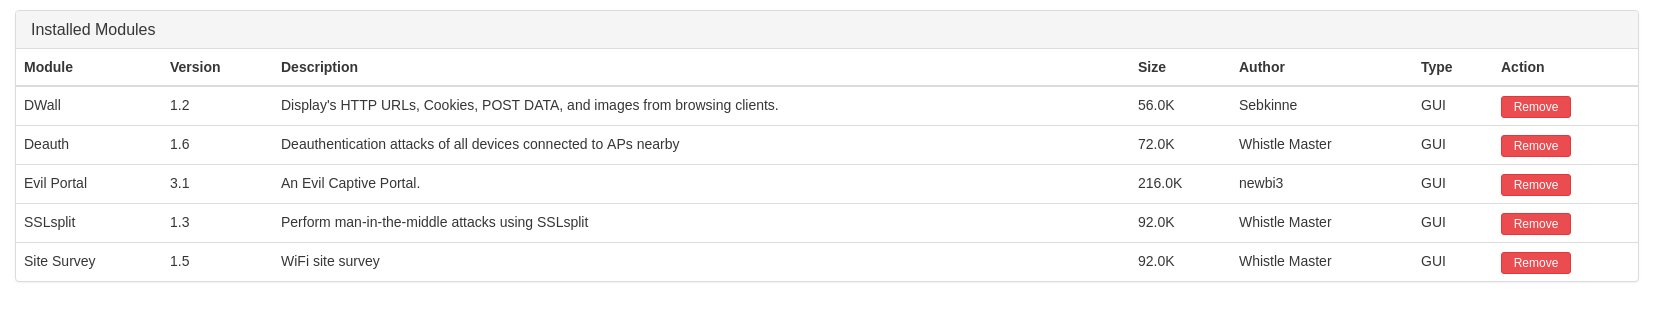 Installed Modules
Module Version Description Size Author Type Action
DWall 1.2 Display's HTTP URLs, Cookies, POST DATA, and images from browsing clients. 56.0K Sebkinne GUI Remove
Deauth 1.6 Deauthentication attacks of all devices connected to APs nearby 72.0K Whistle Master GUI Remove
Evil Portal 3.1 An Evil Captive Portal. 216.0K newbi3 GUI Remove
SSLsplit 1.3 Perform man-in-the-middle attacks using SSLsplit 92.0K Whistle Master GUI Remove
Site Survey 1.5 WiFi site survey 92.0K Whistle Master GUI Remove